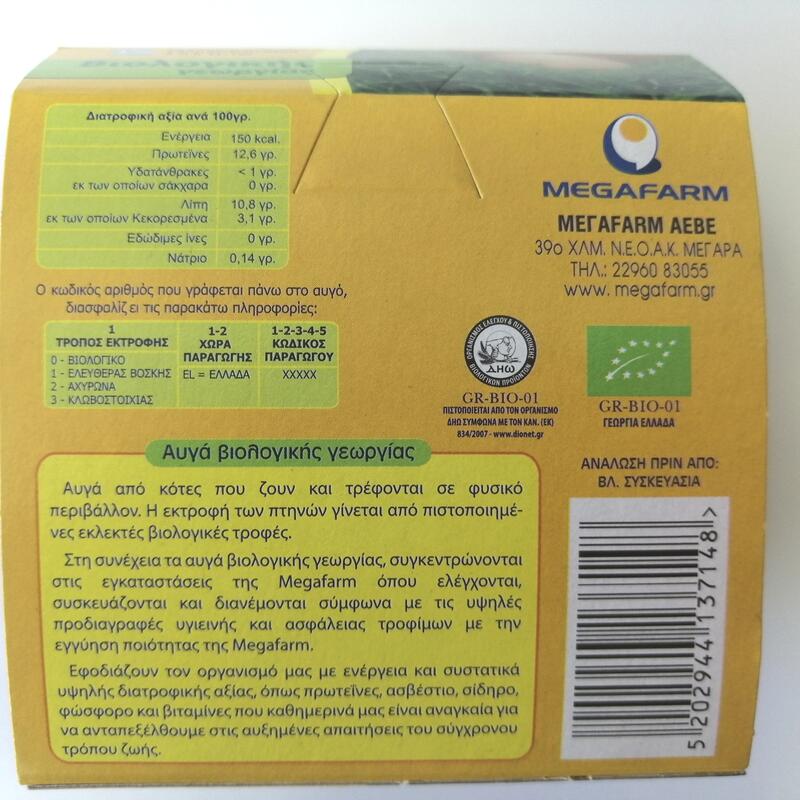 Βιολογικής
γεωργίας
Διατροφική αξία ανά 100γρ.
Ενέργεια 150 kcal.
Πρωτεΐνες 12,6 γρ.
Υδατάνθρακες < 1 γρ.
εκ των οποίων σάκχαρα 0 γρ.
Λίπη 10,8 γρ.
εκ των οποίων Κεκορεσμένα 3,1 γρ.
Εδώδιμες ίνες 0 γρ.
Νάτριο 0,14 γρ.
Ο κωδικός αριθμός που γράφεται πάνω στο αυγό,
διασφαλίζ ει τις παρακάτω πληροφορίες:
1 1-2 1-2-3-4-5
ΤΡΟΠΟΣ ΕΚΤΡΟΦΗΣ ΧΩΡΑ ΚΩΔΙΚΟΣ
ΠΑΡΑΓΩΓΗΣ ΠΑΡΑΓΩΓΟΥ
0 - ΒΙΟΛΟΓΙΚΟ
1 - ΕΛΕΥΘΕΡΑΣ ΒΟΣΚΗΣ EL = ΕΛΛΑΔΑ XXXXX
2 - ΑΧΥΡΩΝΑ
3 - ΚΛΩΒΟΣΤΟΙΧΙΑΣ
MEGAFARM
ΜΕΓΑFARM ΑΕΒΕ
39ο ΧΛΜ. Ν.Ε.Ο.Α.Κ. ΜΕΓΑΡΑ
ΤΗΛ.: 22960 83055
www. megafarm.gr
ΟΡΓΑΝΙΣΜΟΣ ΕΛΕΓΧΟΥ & ΠΙΣΤΟΠΟΙΗΣΗΣ
ΒΙΟΛΟΓΙΚΩΝ ΠΡΟΪΟΝΤΩΝ
ΔΗΩ
GR-BIO-01
ΠΙΣΤΟΠΟΙΕΙΤΑΙ ΑΠΟ ΤΟΝ ΟΡΓΑΝΙΣΜΟ
ΔΗΩ ΣΥΜΦΩΝΑ ΜΕ ΤΟΝ ΚΑΝ. (ΕΚ)
834/2007 - www.dionet.gr
GR-BIO-01
ΓΕΩΡΓΙΑ ΕΛΛΑΔΑ
Αυγά βιολογικής γεωργίας
Αυγά από κότες που ζουν και τρέφονται σε φυσικό
περιβάλλον. Η εκτροφή των πτηνών γίνεται από πιστοποιημέ-
νες εκλεκτές βιολογικές τροφές.
Στη συνέχεια τα αυγά βιολογικής γεωργίας, συγκεντρώνονται
στις εγκαταστάσεις της Megafarm όπου ελέγχονται,
συσκευάζονται και διανέμονται σύμφωνα με τις υψηλές
προδιαγραφές υγιεινής και ασφάλειας τροφίμων με την
εγγύηση ποιότητας της Megafarm.
Εφοδιάζουν τον οργανισμό μας με ενέργεια και συστατικά
υψηλής διατροφικής αξίας, όπως πρωτεΐνες, ασβέστιο, σίδηρο,
φώσφορο και βιταμίνες που καθημερινά μας είναι αναγκαία για
να ανταπεξέλθουμε στις αυξημένες απαιτήσεις του σύγχρονου
τρόπου ζωής.
ΑΝΑΛΩΣΗ ΠΡΙΝ ΑΠΟ:
ΒΛ. ΣΥΣΚΕΥΑΣΙΑ
5 202944 137148 >